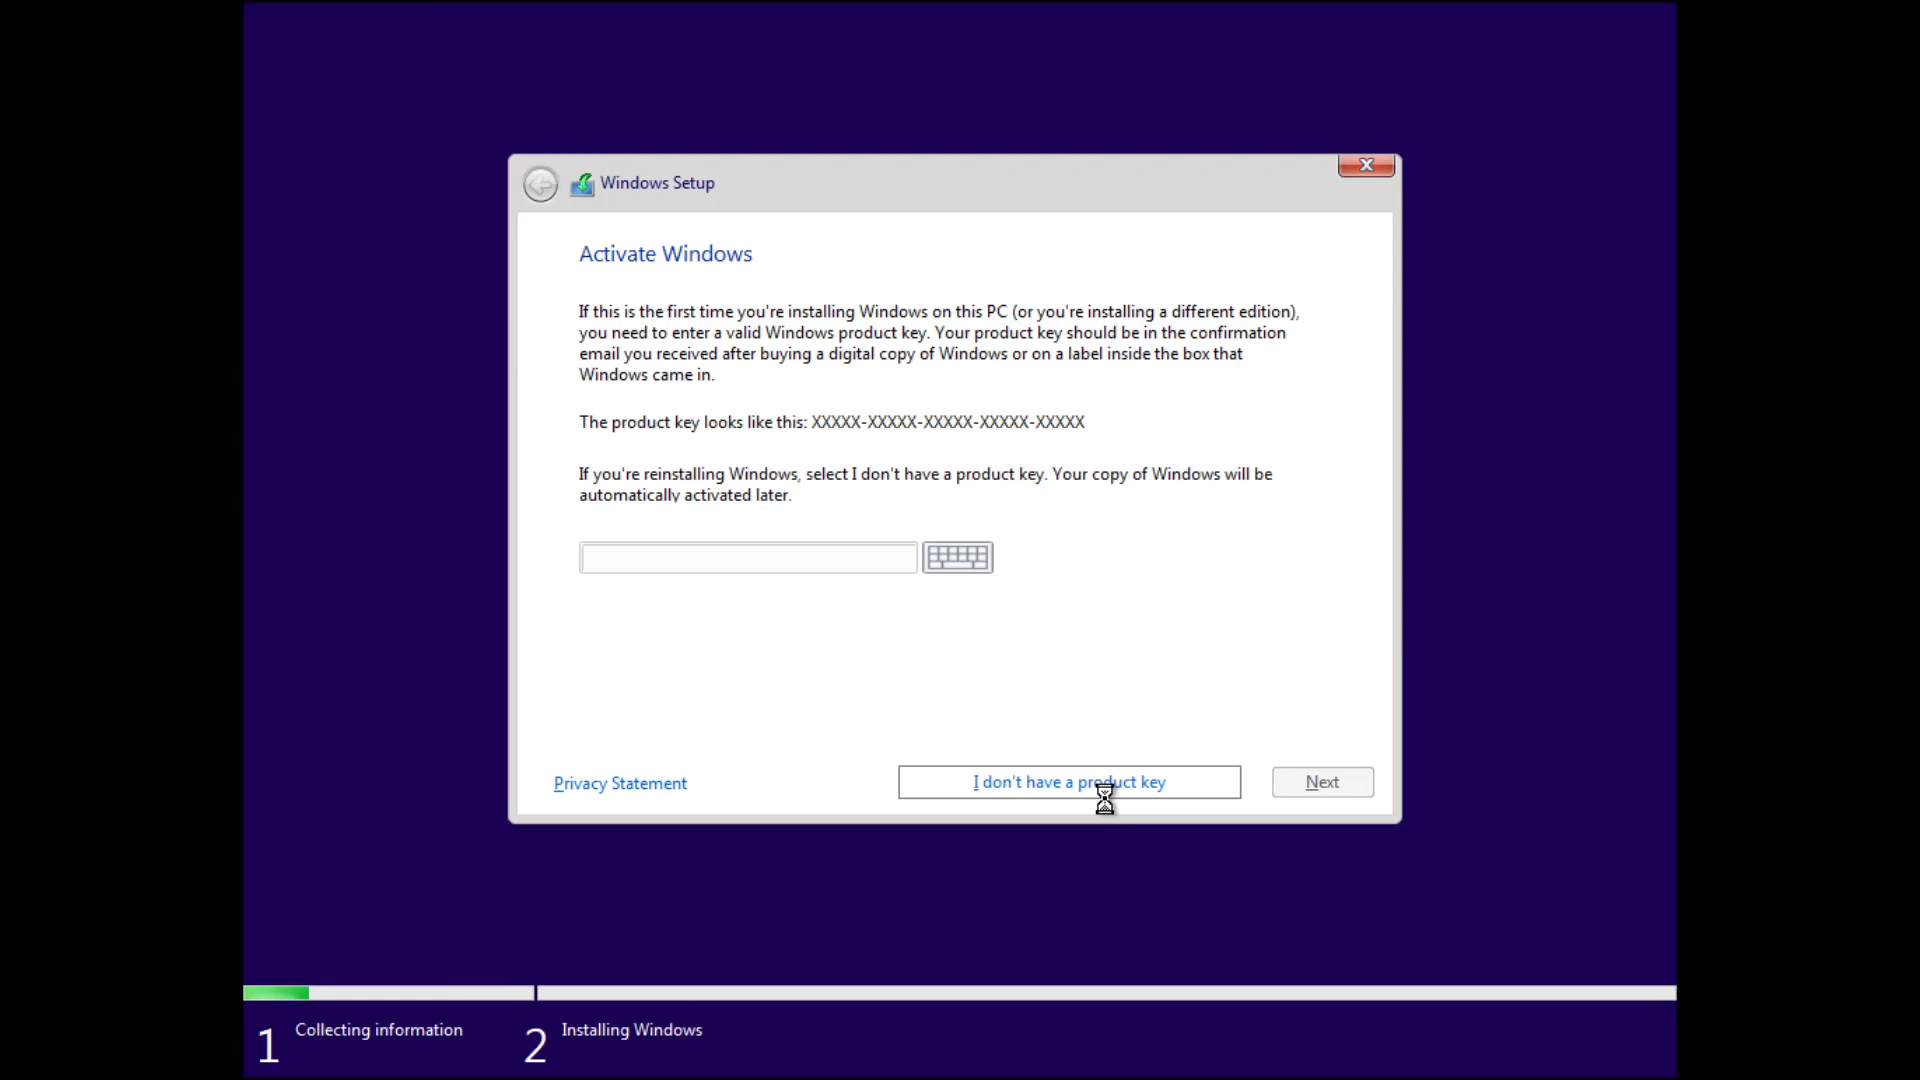 Windows Setup
Activate Windows
If this is the first time you're installing Windows on this PC (or you're installing a different edition),
you need to enter a valid Windows product key. Your product key should be in the confirmation
email you received after buying a digital copy of Windows or on a label inside the box that
Windows came in.
The product key looks like this: XXXXX-XXXXX-XXXXX-XXXXX-XXXXX
If you're reinstalling Windows, select I don't have a product key. Your copy of Windows will be
automatically activated later.
Privacy Statement
I don't have a product key
Next
1 Collecting information
2 Installing Windows